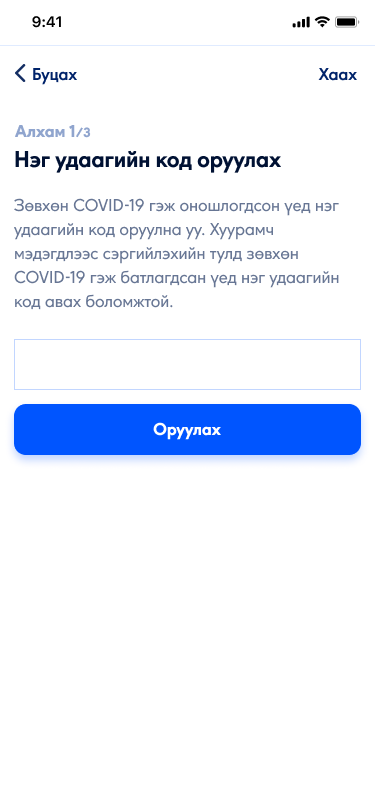 9:41
Буцах
Хаах
Алхам 1/3
Нэг удаагийн код оруулах
Зөвхөн COVID-19 гэж оношлогдсон үед нэг
удаагийн код оруулна уу. Хуурамч
мэдэгдлээс сэргийлэхийн тулд зөвхөн
COVID-19 гэж батлагдсан үед нэг удаагийн
код авах боломжтой.
Оруулах